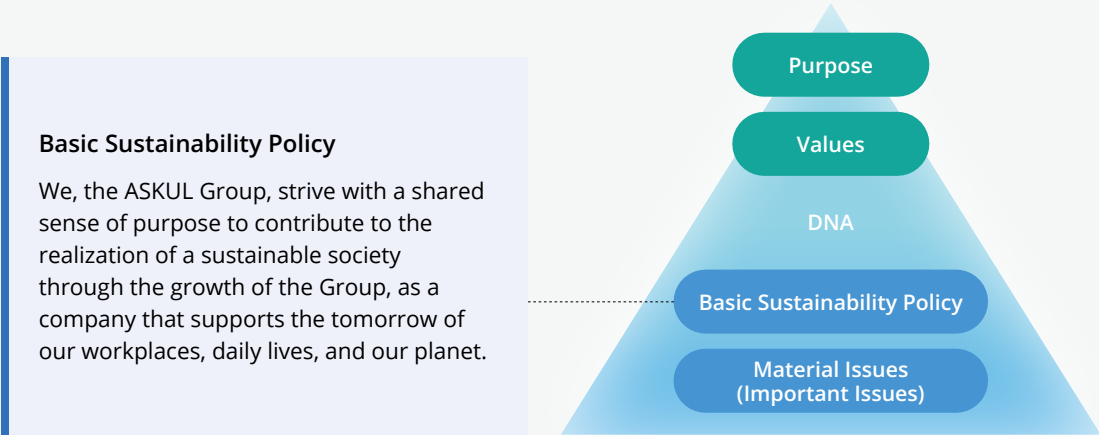 Basic Sustainability Policy
We, the ASKUL Group, strive with a shared
sense of purpose to contribute to the
realization of a sustainable society
through the growth of the Group, as a
company that supports the tomorrow of
our workplaces, daily lives, and our planet.
Purpose
Values
DNA
Basic Sustainability Policy
Material Issues
(Important Issues)